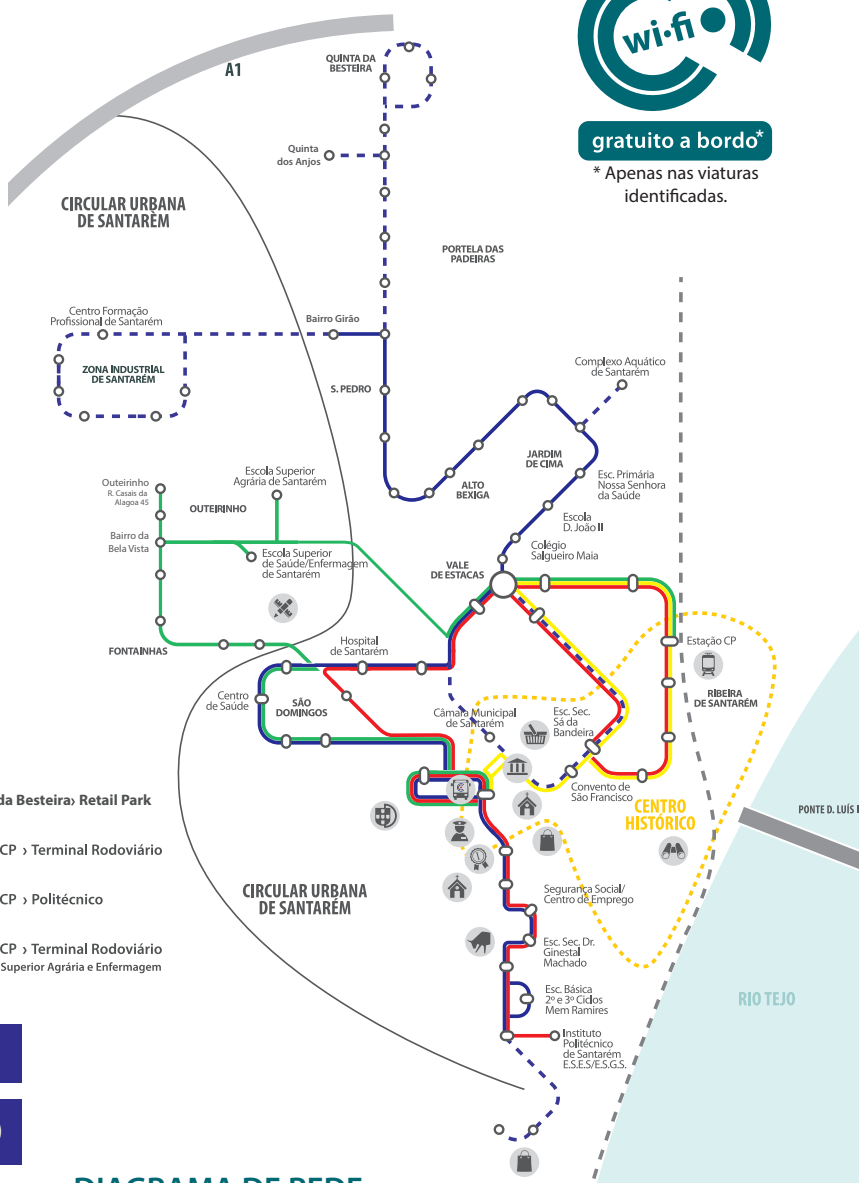 wi-fi
gratuito a bordo*
* Apenas nas viaturas
identificadas.
A1
QUINTA DA
BESTEIRA
Quinta
dos Anjos
CIRCULAR URBANA
DE SANTARÈM
PORTELA DAS
PADEIRAS
Centro Formação
Profissional de Santarém
Bairro Girão
ZONA INDUSTRIAL
DE SANTARÉM
S. PEDRO
Complexo Aquático
de Santarém
JARDIM
DE CIMA
ALTO
BEXIGA
Esc. Primária
Nossa Senhora
da Saúde
Escola
D. João II
Colégio
Salgueiro Maia
VALE
DE ESTACAS
Outeirinho
R. Casais da
Alagoa 45
OUTEIRINHO
Escola Superior
Agrária de Santarém
Bairro da
Bela Vista
Escola Superior
de Saúde/Enfermagem
de Santarém
FONTAINHAS
Hospital
de Santarém
Estação CP
RIBEIRA
DE SANTARÉM
Centro
de Saúde
SÃO
DOMINGOS
Câmara Municipal
de Santarém
Esc. Sec.
Sá da
Bandeira
Convento de
São Francisco
CENTRO
HISTÓRICO
PONTE D. LUÍS
da Besteira› Retail Park
CP › Terminal Rodoviário
CP › Politécnico
CP › Terminal Rodoviário
Superior Agrária e Enfermagem
CIRCULAR URBANA
DE SANTARÉM
Segurança Social/
Centro de Emprego
Esc. Sec. Dr.
Ginestal
Machado
Esc. Básica
2º e 3º Ciclos
Mem Ramires
Instituto
Politécnico
de Santarém
E.S.E.S/E.S.G.S.
RIO TEJO
DIAGRAMA DE REDE